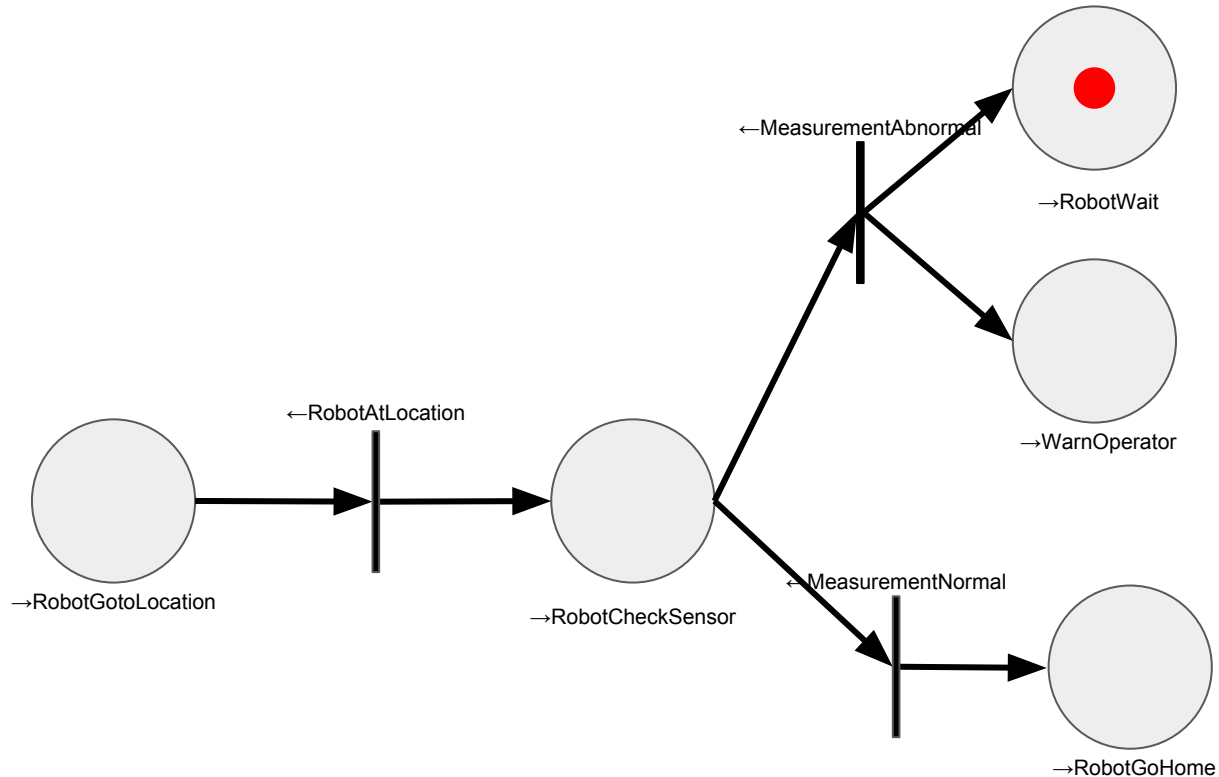 ←MeasurementAbnormal
→RobotWait
←RobotAtLocation
→WarnOperator
→RobotGotoLocation
→RobotCheckSensor
←MeasurementNormal
→RobotGoHome